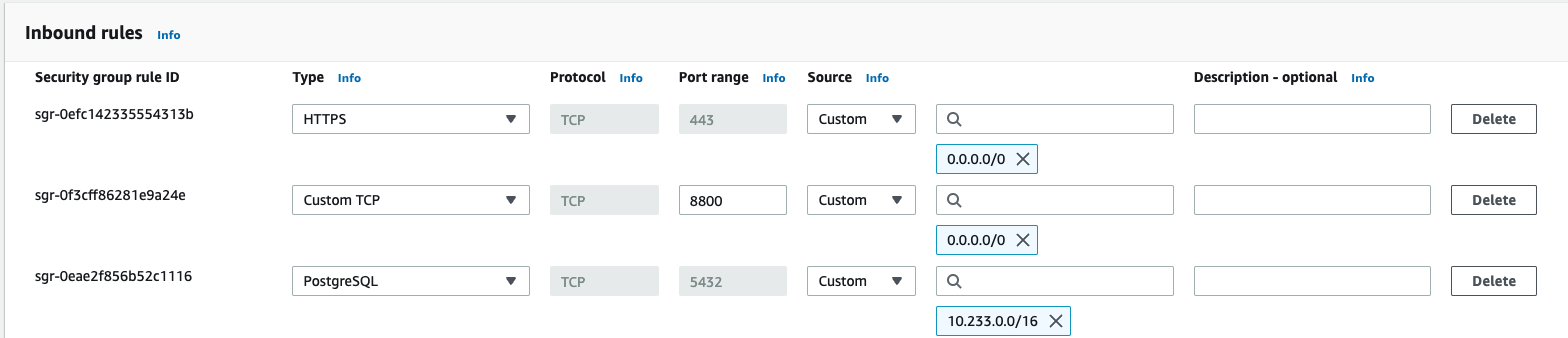 Inbound rules Info
Security group rule ID Type Info Protocol Info Port range Info Source Info Description - optional Info
sgr-0efc142335554313b HTTPS TCP 443 Custom Delete
0.0.0.0/0
sgr-0f3cff86281e9a24e Custom TCP TCP 8800 Custom Delete
0.0.0.0/0
sgr-0eae2f856b52c1116 PostgreSQL TCP 5432 Custom Delete
10.233.0.0/16